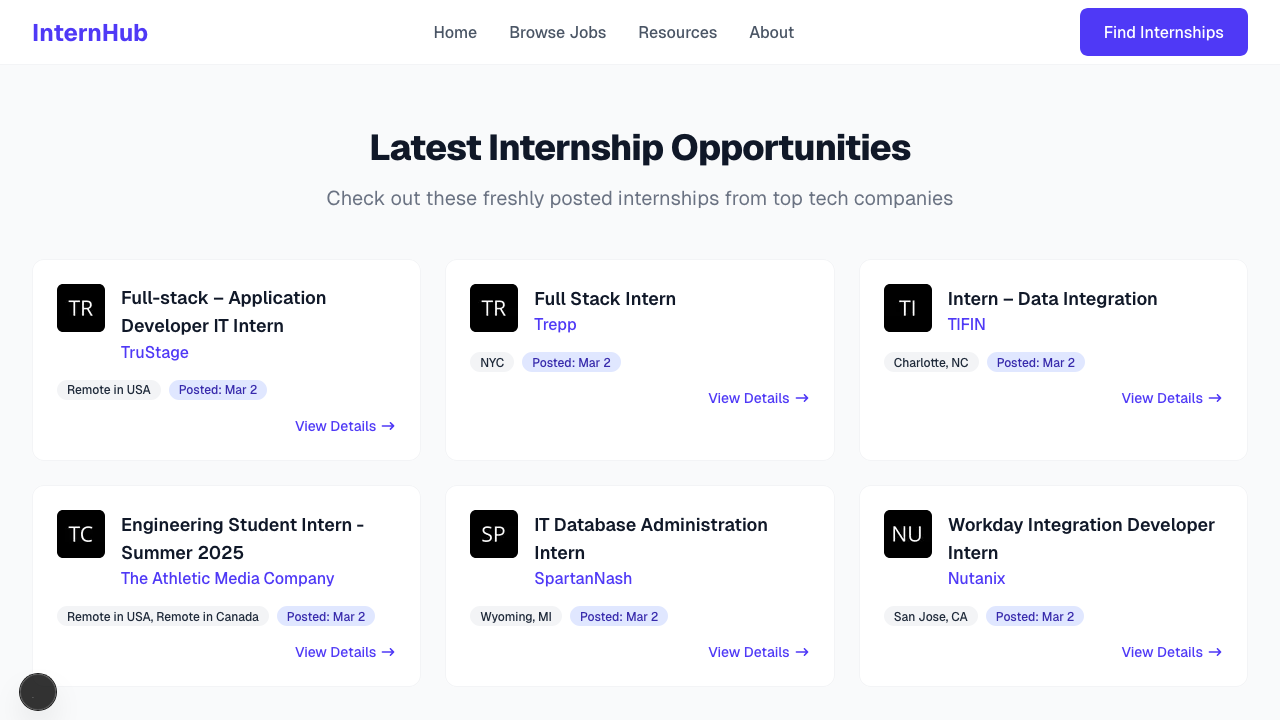 InternHub
Home
Browse Jobs
Resources
About
Find Internships
Latest Internship Opportunities
Check out these freshly posted internships from top tech companies
TR
Full-stack – Application
Developer IT Intern
TruStage
Remote in USA
Posted: Mar 2
View Details →
TR
Full Stack Intern
Trepp
NYC
Posted: Mar 2
View Details →
TI
Intern – Data Integration
TIFIN
Charlotte, NC
Posted: Mar 2
View Details →
TC
Engineering Student Intern -
Summer 2025
The Athletic Media Company
Remote in USA, Remote in Canada
Posted: Mar 2
View Details →
SP
IT Database Administration
Intern
SpartanNash
Wyoming, MI
Posted: Mar 2
View Details →
NU
Workday Integration Developer
Intern
Nutanix
San Jose, CA
Posted: Mar 2
View Details →